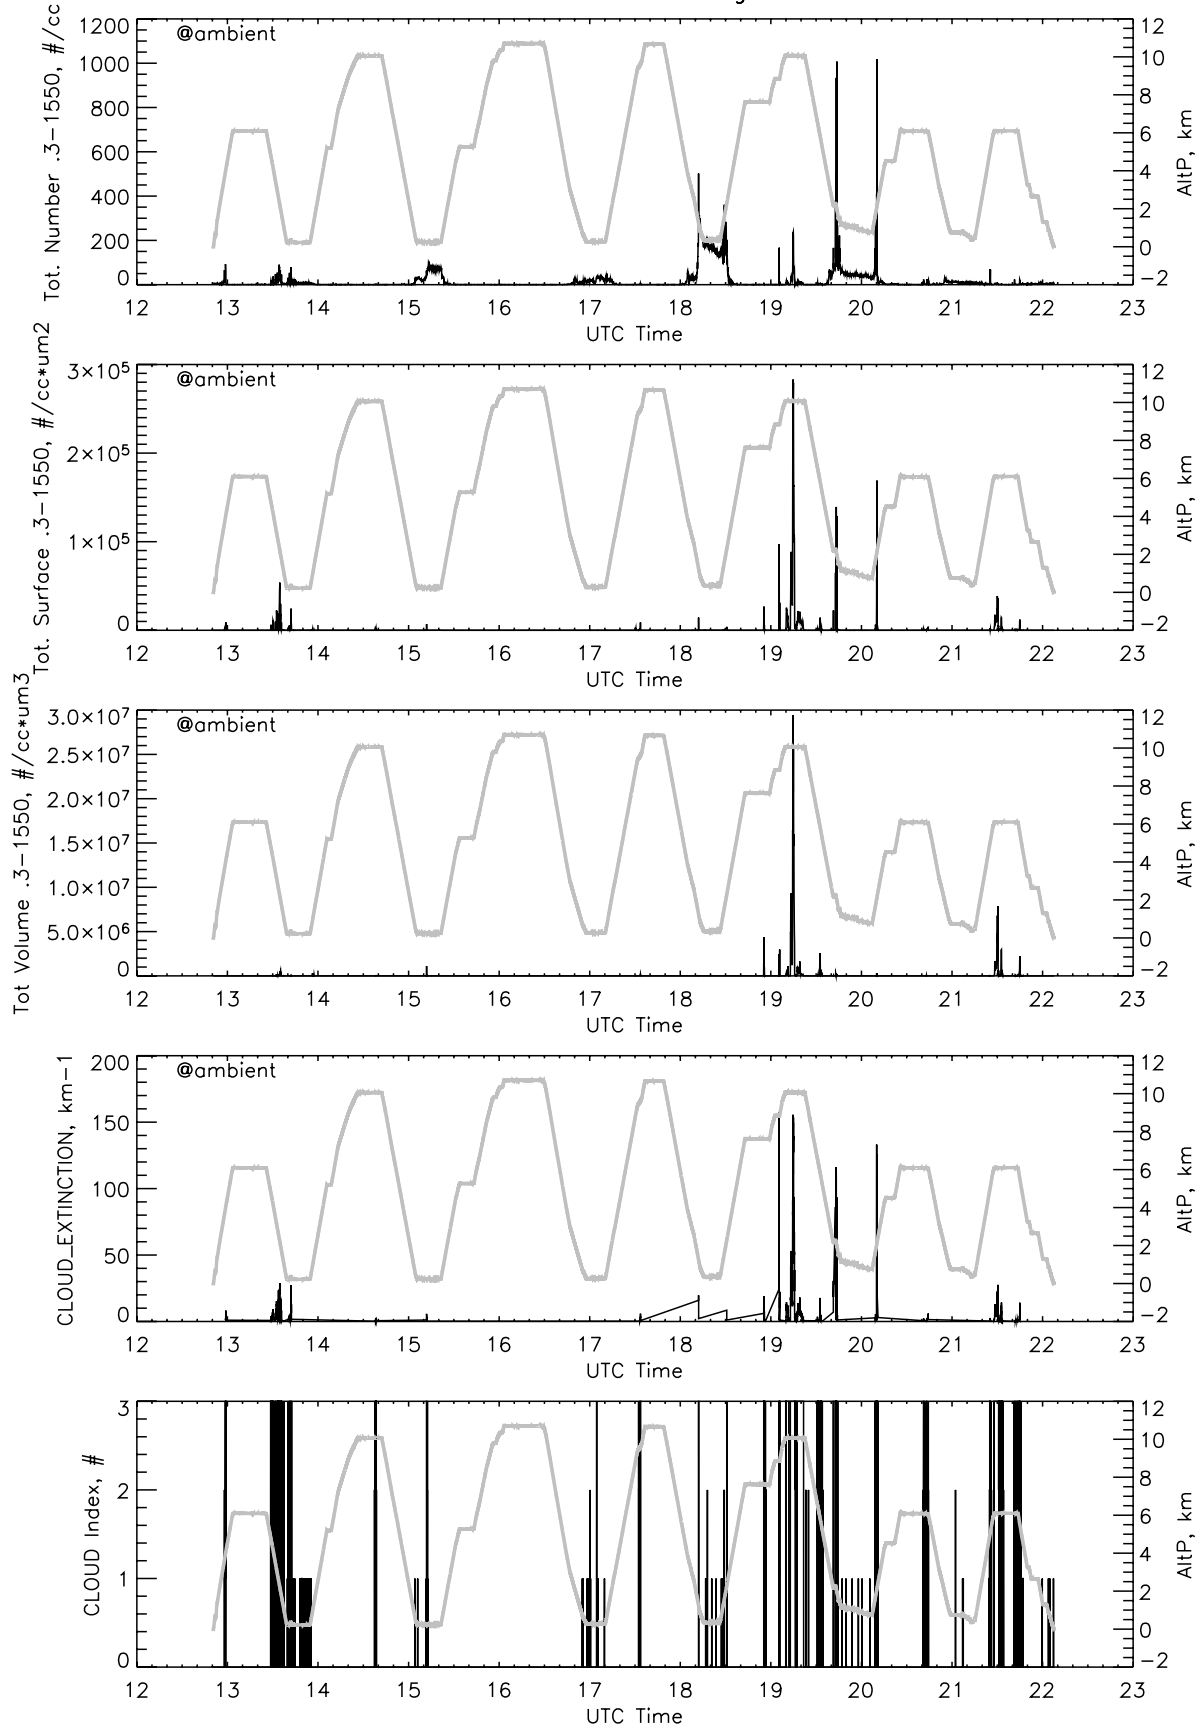 Tot. Number .3-1550, #/cc
1200
1000
800
600
400
200
0
@ambient
12
10
8
6
4
2
0
-2
AltP, km
12 13 14 15 16 17 18 19 20 21 22 23
UTC Time
Tot. Surface .3-1550, #/cc*um2
3×10⁵
2×10⁵
1×10⁵
0
@ambient
12
10
8
6
4
2
0
-2
AltP, km
12 13 14 15 16 17 18 19 20 21 22 23
UTC Time
Tot Volume .3-1550, #/cc*um3
3.0×10⁷
2.5×10⁷
2.0×10⁷
1.5×10⁷
1.0×10⁷
5.0×10⁶
0
@ambient
12
10
8
6
4
2
0
-2
AltP, km
12 13 14 15 16 17 18 19 20 21 22 23
UTC Time
CLOUD_EXTINCTION, km-1
200
150
100
50
0
@ambient
12
10
8
6
4
2
0
-2
AltP, km
12 13 14 15 16 17 18 19 20 21 22 23
UTC Time
CLOUD Index, #
3
2
1
0
12
10
8
6
4
2
0
-2
AltP, km
12 13 14 15 16 17 18 19 20 21 22 23
UTC Time